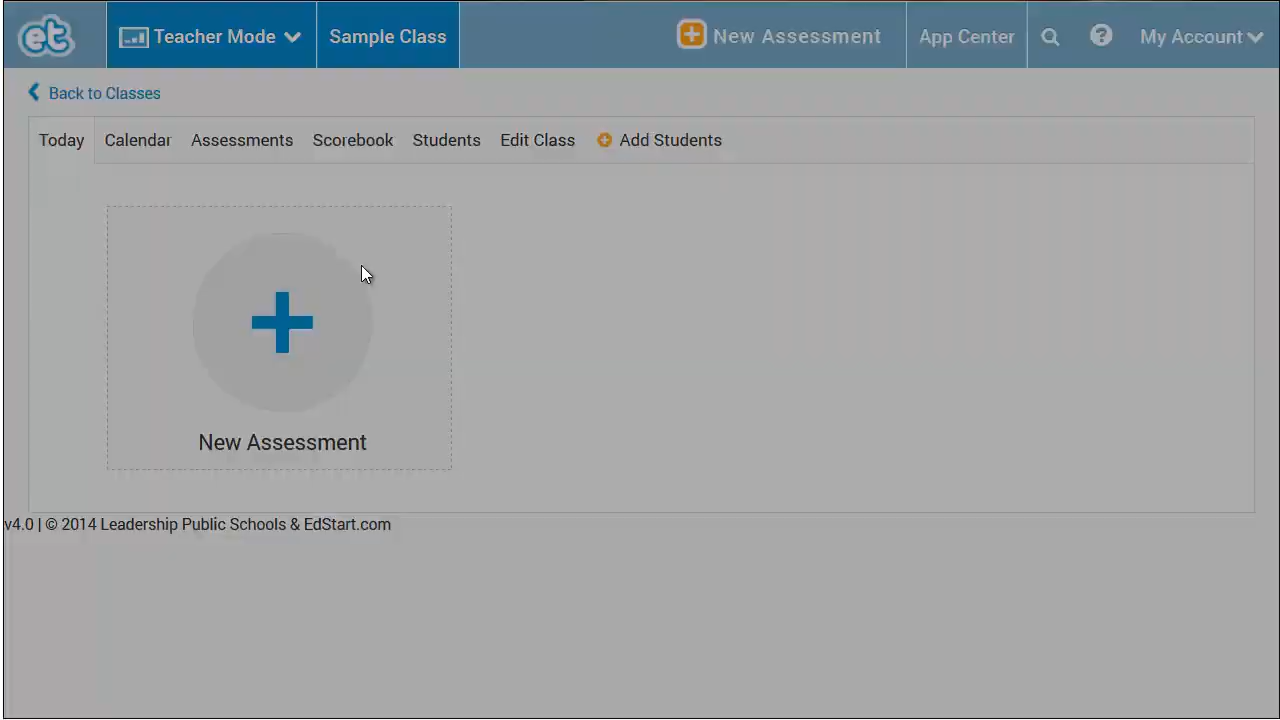 et Teacher Mode Sample Class New Assessment App Center My Account
Back to Classes
Today Calendar Assessments Scorebook Students Edit Class Add Students
New Assessment
v4.0 | © 2014 Leadership Public Schools & EdStart.com